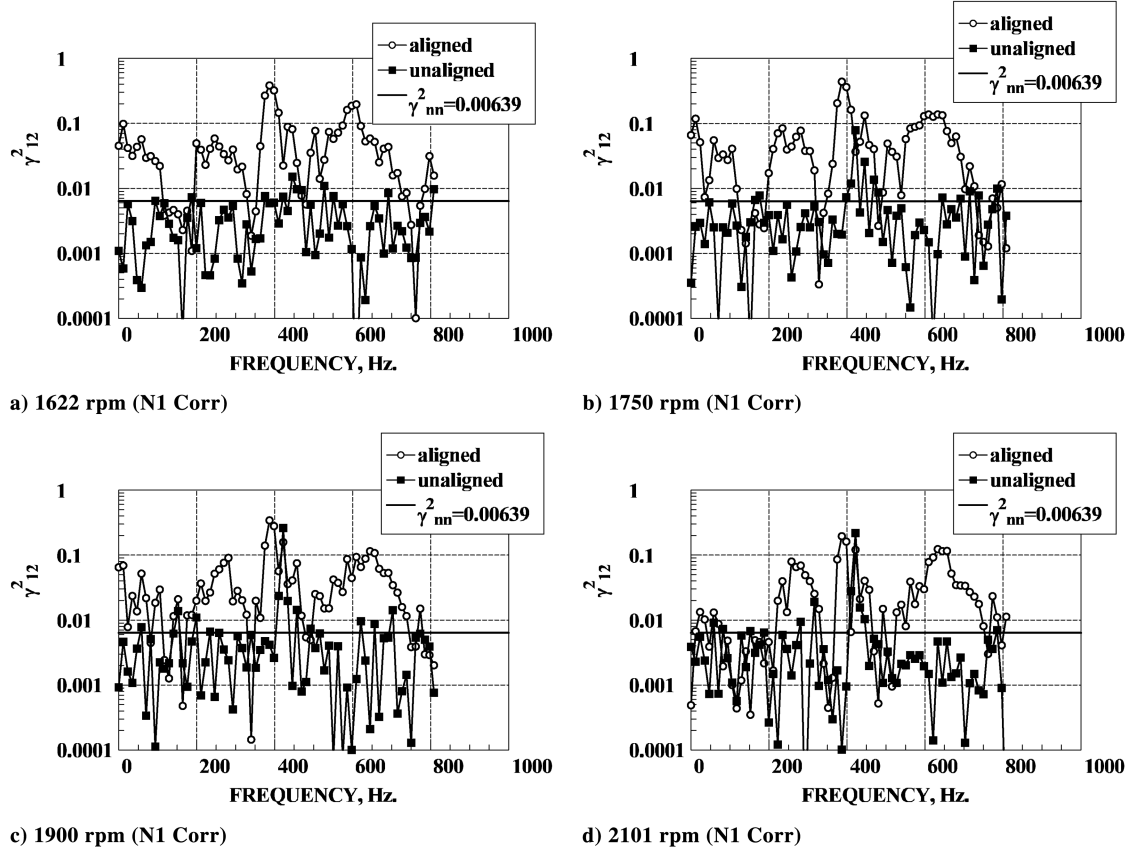 aligned
unaligned
γ²nn=0.00639
1
0.1
0.01
0.001
0.0001
γ²12
0 200 400 600 800 1000
FREQUENCY, Hz.
a) 1622 rpm (N1 Corr)
aligned
unaligned
γ²nn=0.00639
1
0.1
0.01
0.001
0.0001
γ²12
0 200 400 600 800 1000
FREQUENCY, Hz.
b) 1750 rpm (N1 Corr)
aligned
unaligned
γ²nn=0.00639
1
0.1
0.01
0.001
0.0001
γ²12
0 200 400 600 800 1000
FREQUENCY, Hz.
c) 1900 rpm (N1 Corr)
aligned
unaligned
γ²nn=0.00639
1
0.1
0.01
0.001
0.0001
γ²12
0 200 400 600 800 1000
FREQUENCY, Hz.
d) 2101 rpm (N1 Corr)